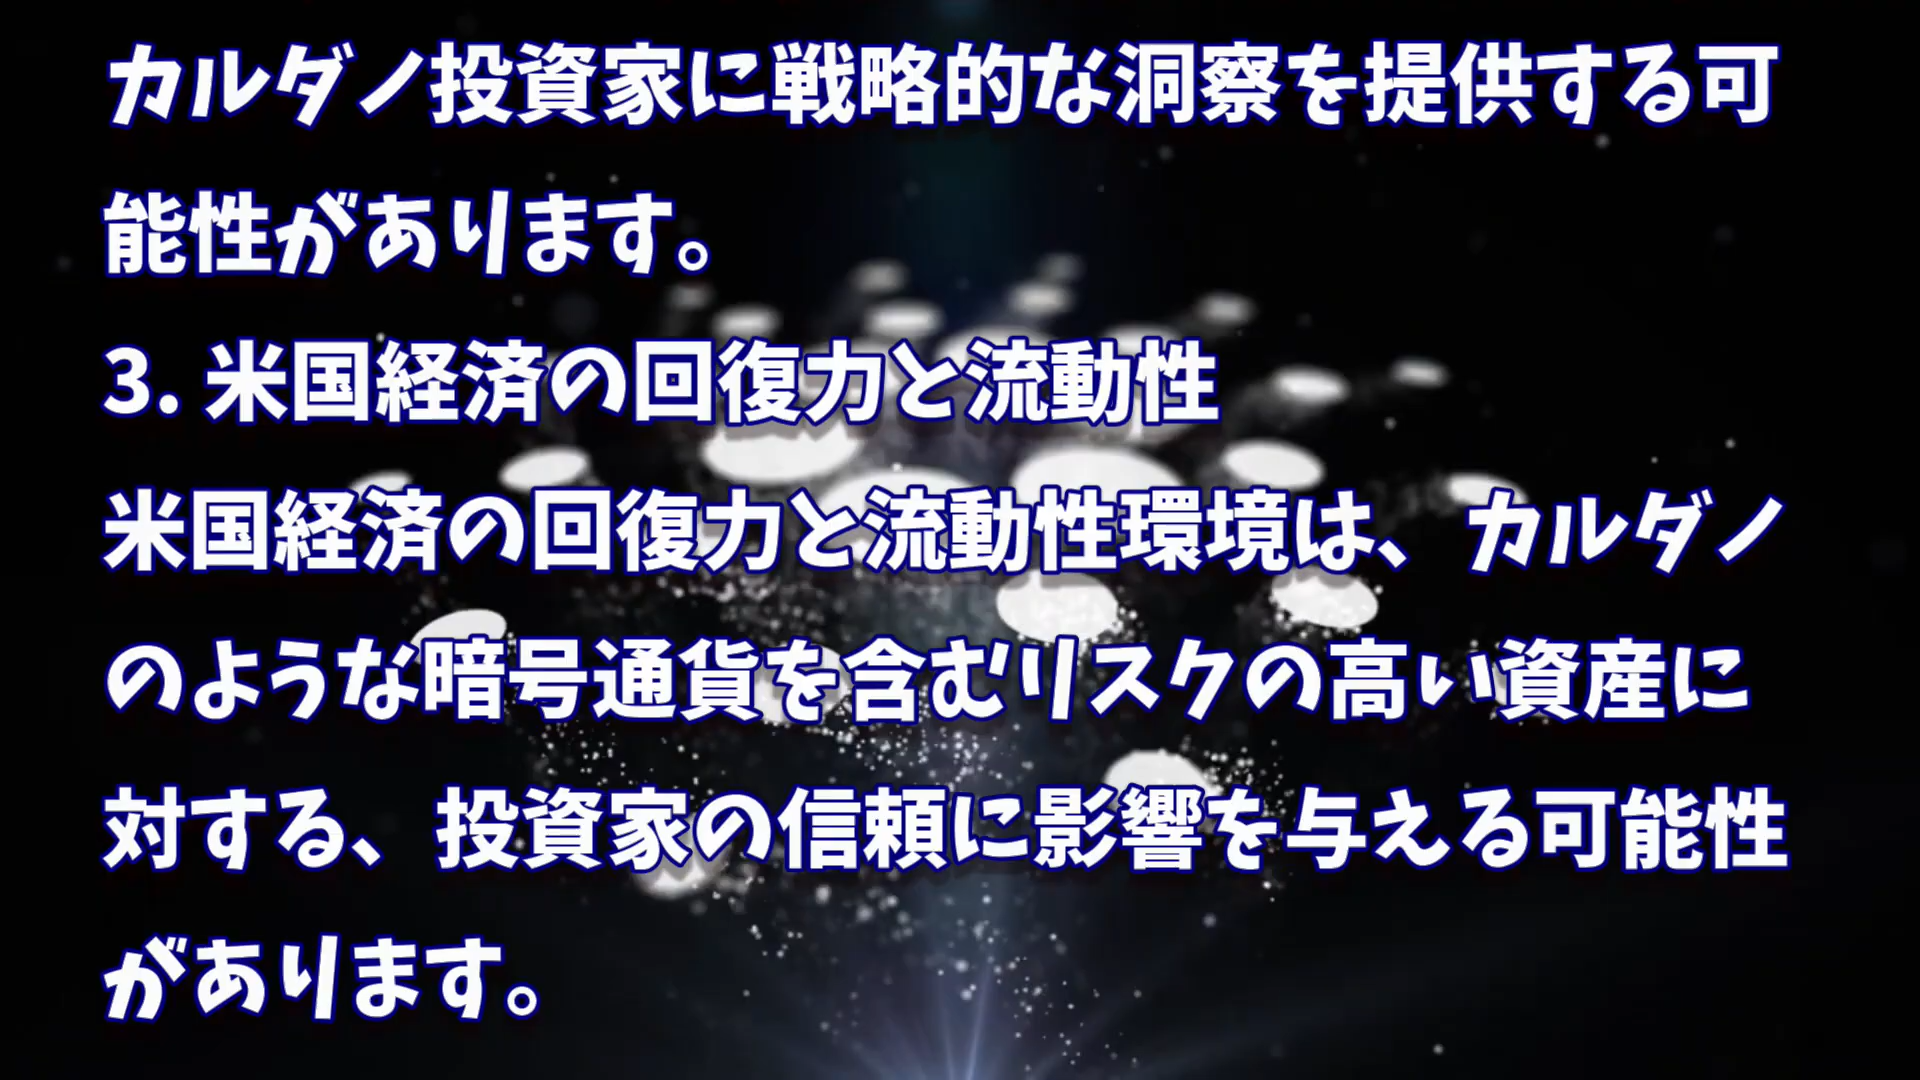 カルダノ投資家に戦略的な洞察を提供する可
能性があります。
3. 米国経済の回復力と流動性
米国経済の回復力と流動性環境は、カルダノ
のような暗号通貨を含むリスクの高い資産に
対する、投資家の信頼に影響を与える可能性
があります。